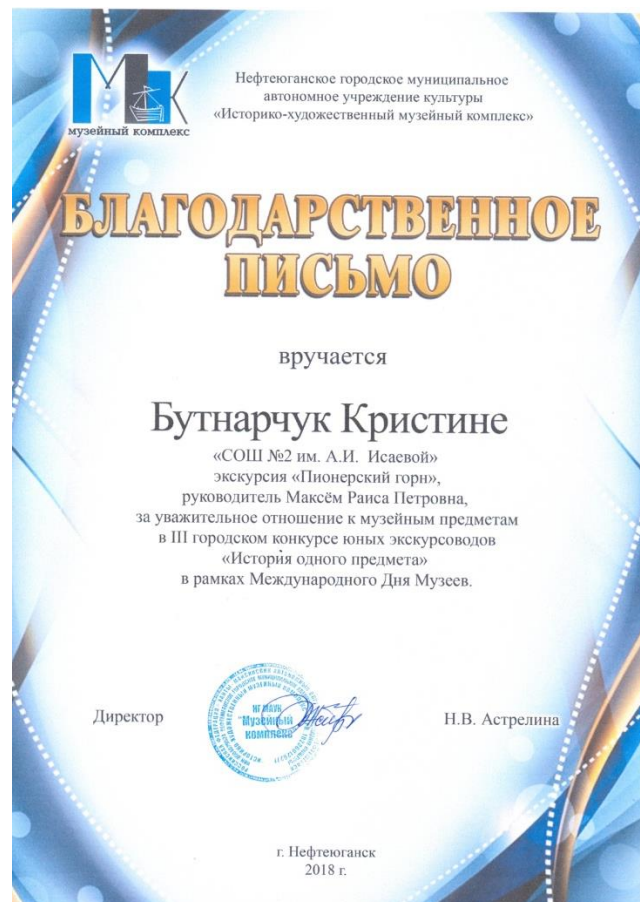 МК
музейный комплекс
Нефтеюганское городское муниципальное
автономное учреждение культуры
«Историко-художественный музейный комплекс»
БЛАГОДАРСТВЕННОЕ
ПИСЬМО
вручается
Бутнарчук Кристине
«СОШ №2 им. А.И. Исаевой»
экскурсия «Пионерский горн»,
руководитель Максём Раиса Петровна,
за уважительное отношение к музейным предметам
в III городском конкурсе юных экскурсоводов
«История одного предмета»
в рамках Международного Дня Музеев.
Директор
НГ МАУК
"Музейный
комплекс"
Н.В. Астрелина
г. Нефтеюганск
2018 г.